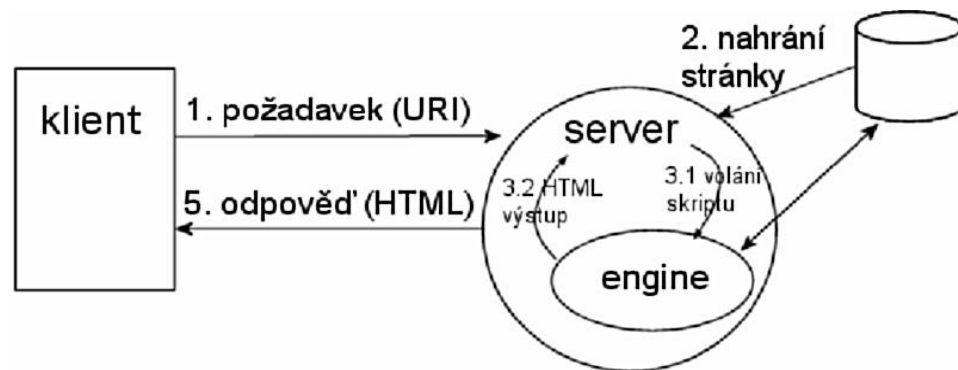 klient
1. požadavek (URI)
5. odpověď (HTML)
2. nahrání
stránky
server
3.1 volání
skriptu
3.2 HTML
výstup
engine